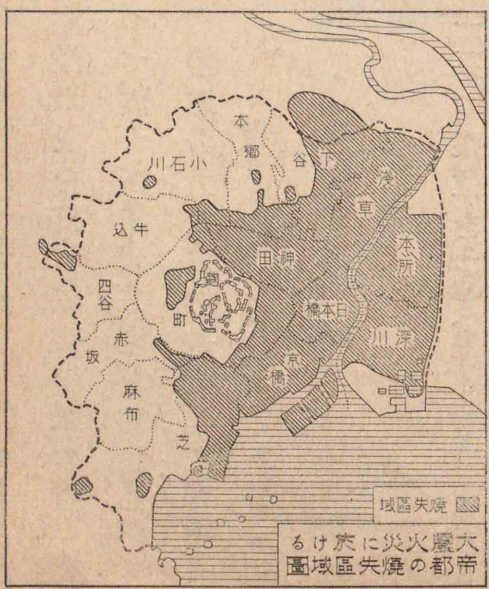 本郷
小石川
下谷
淺草
牛込
神田
本所
麹町
四谷
日本橋
深川
赤坂
京橋
麻布
芝
燒失區域
大震火災に於ける
帝都の燒失區域圖